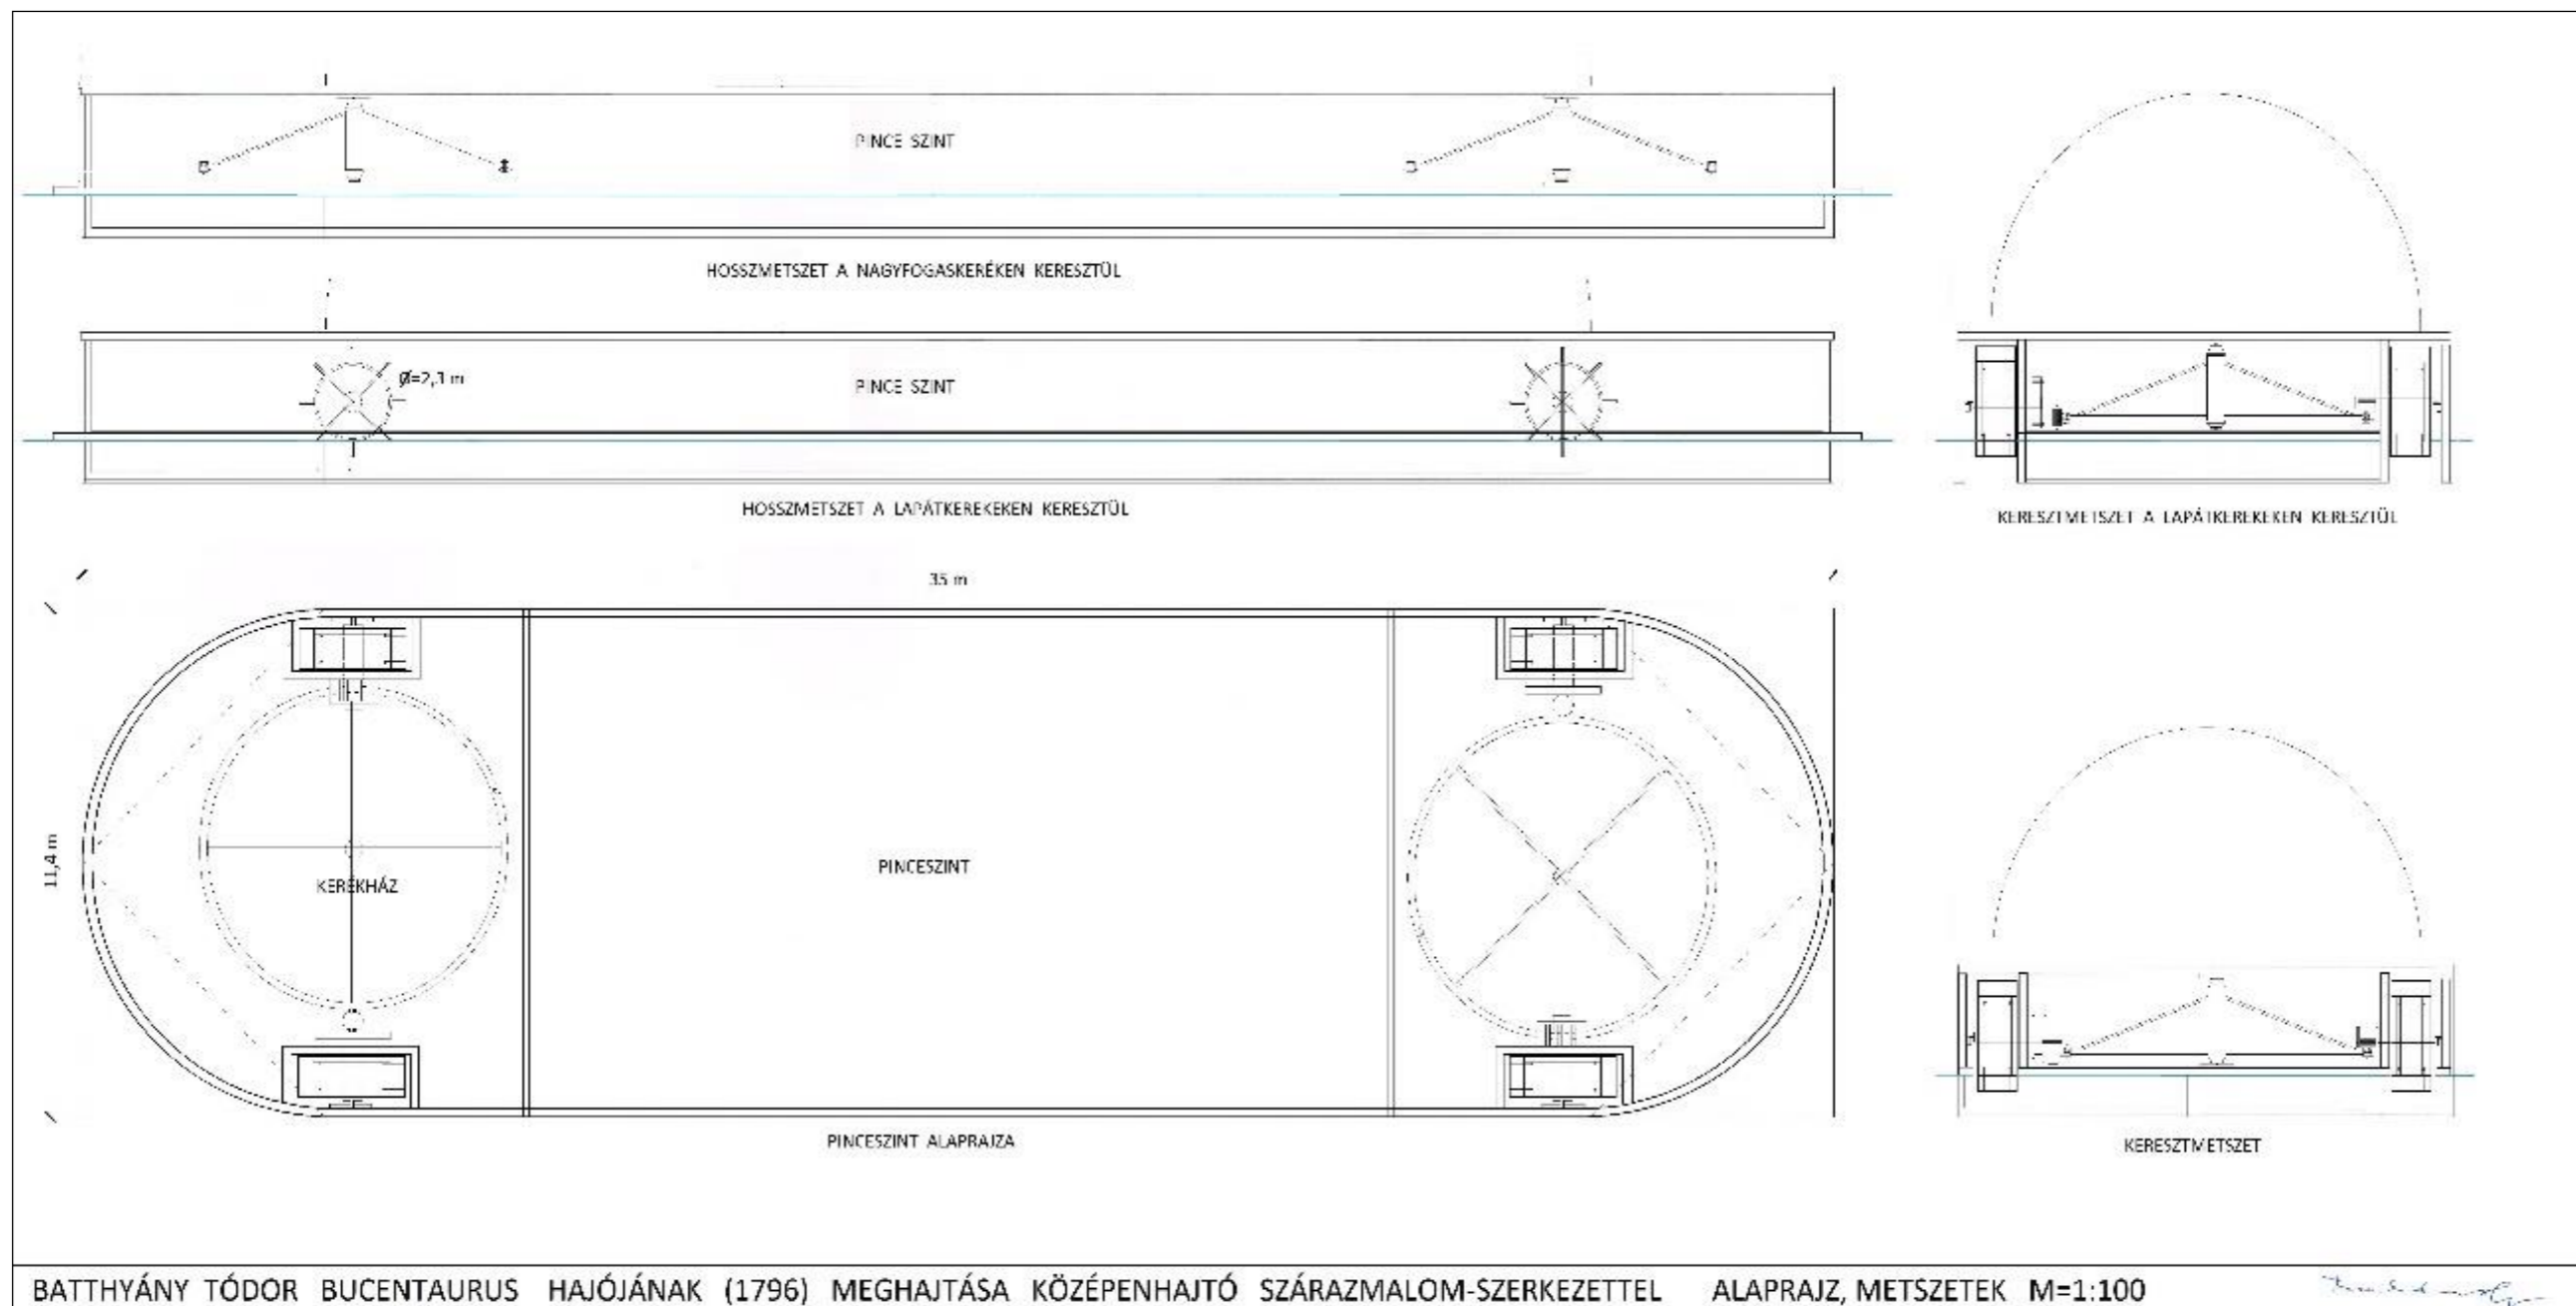 PINCE SZINT
HOSSZMETSZET A NAGYFOGASKERÉKEN KERESZTÜL
Ø=2,3 m
PINCE SZINT
HOSSZMETSZET A LAPÁTKEREKEKEN KERESZTÜL
KERESZTMETSZET A LAPÁTKEREKEKEN KERESZTÜL
35 m
11,4 m
KERÉKHÁZ
PINCESZINT
PINCESZINT ALAPRAJZA
KERESZTMETSZET
BATTHYÁNY TÓDOR BUCENTAURUS HAJÓJÁNAK (1796) MEGHAJTÁSA KÖZÉPENHAJTÓ SZÁRAZMALOM-SZERKEZETTEL ALAPRAJZ, METSZETEK M=1:100